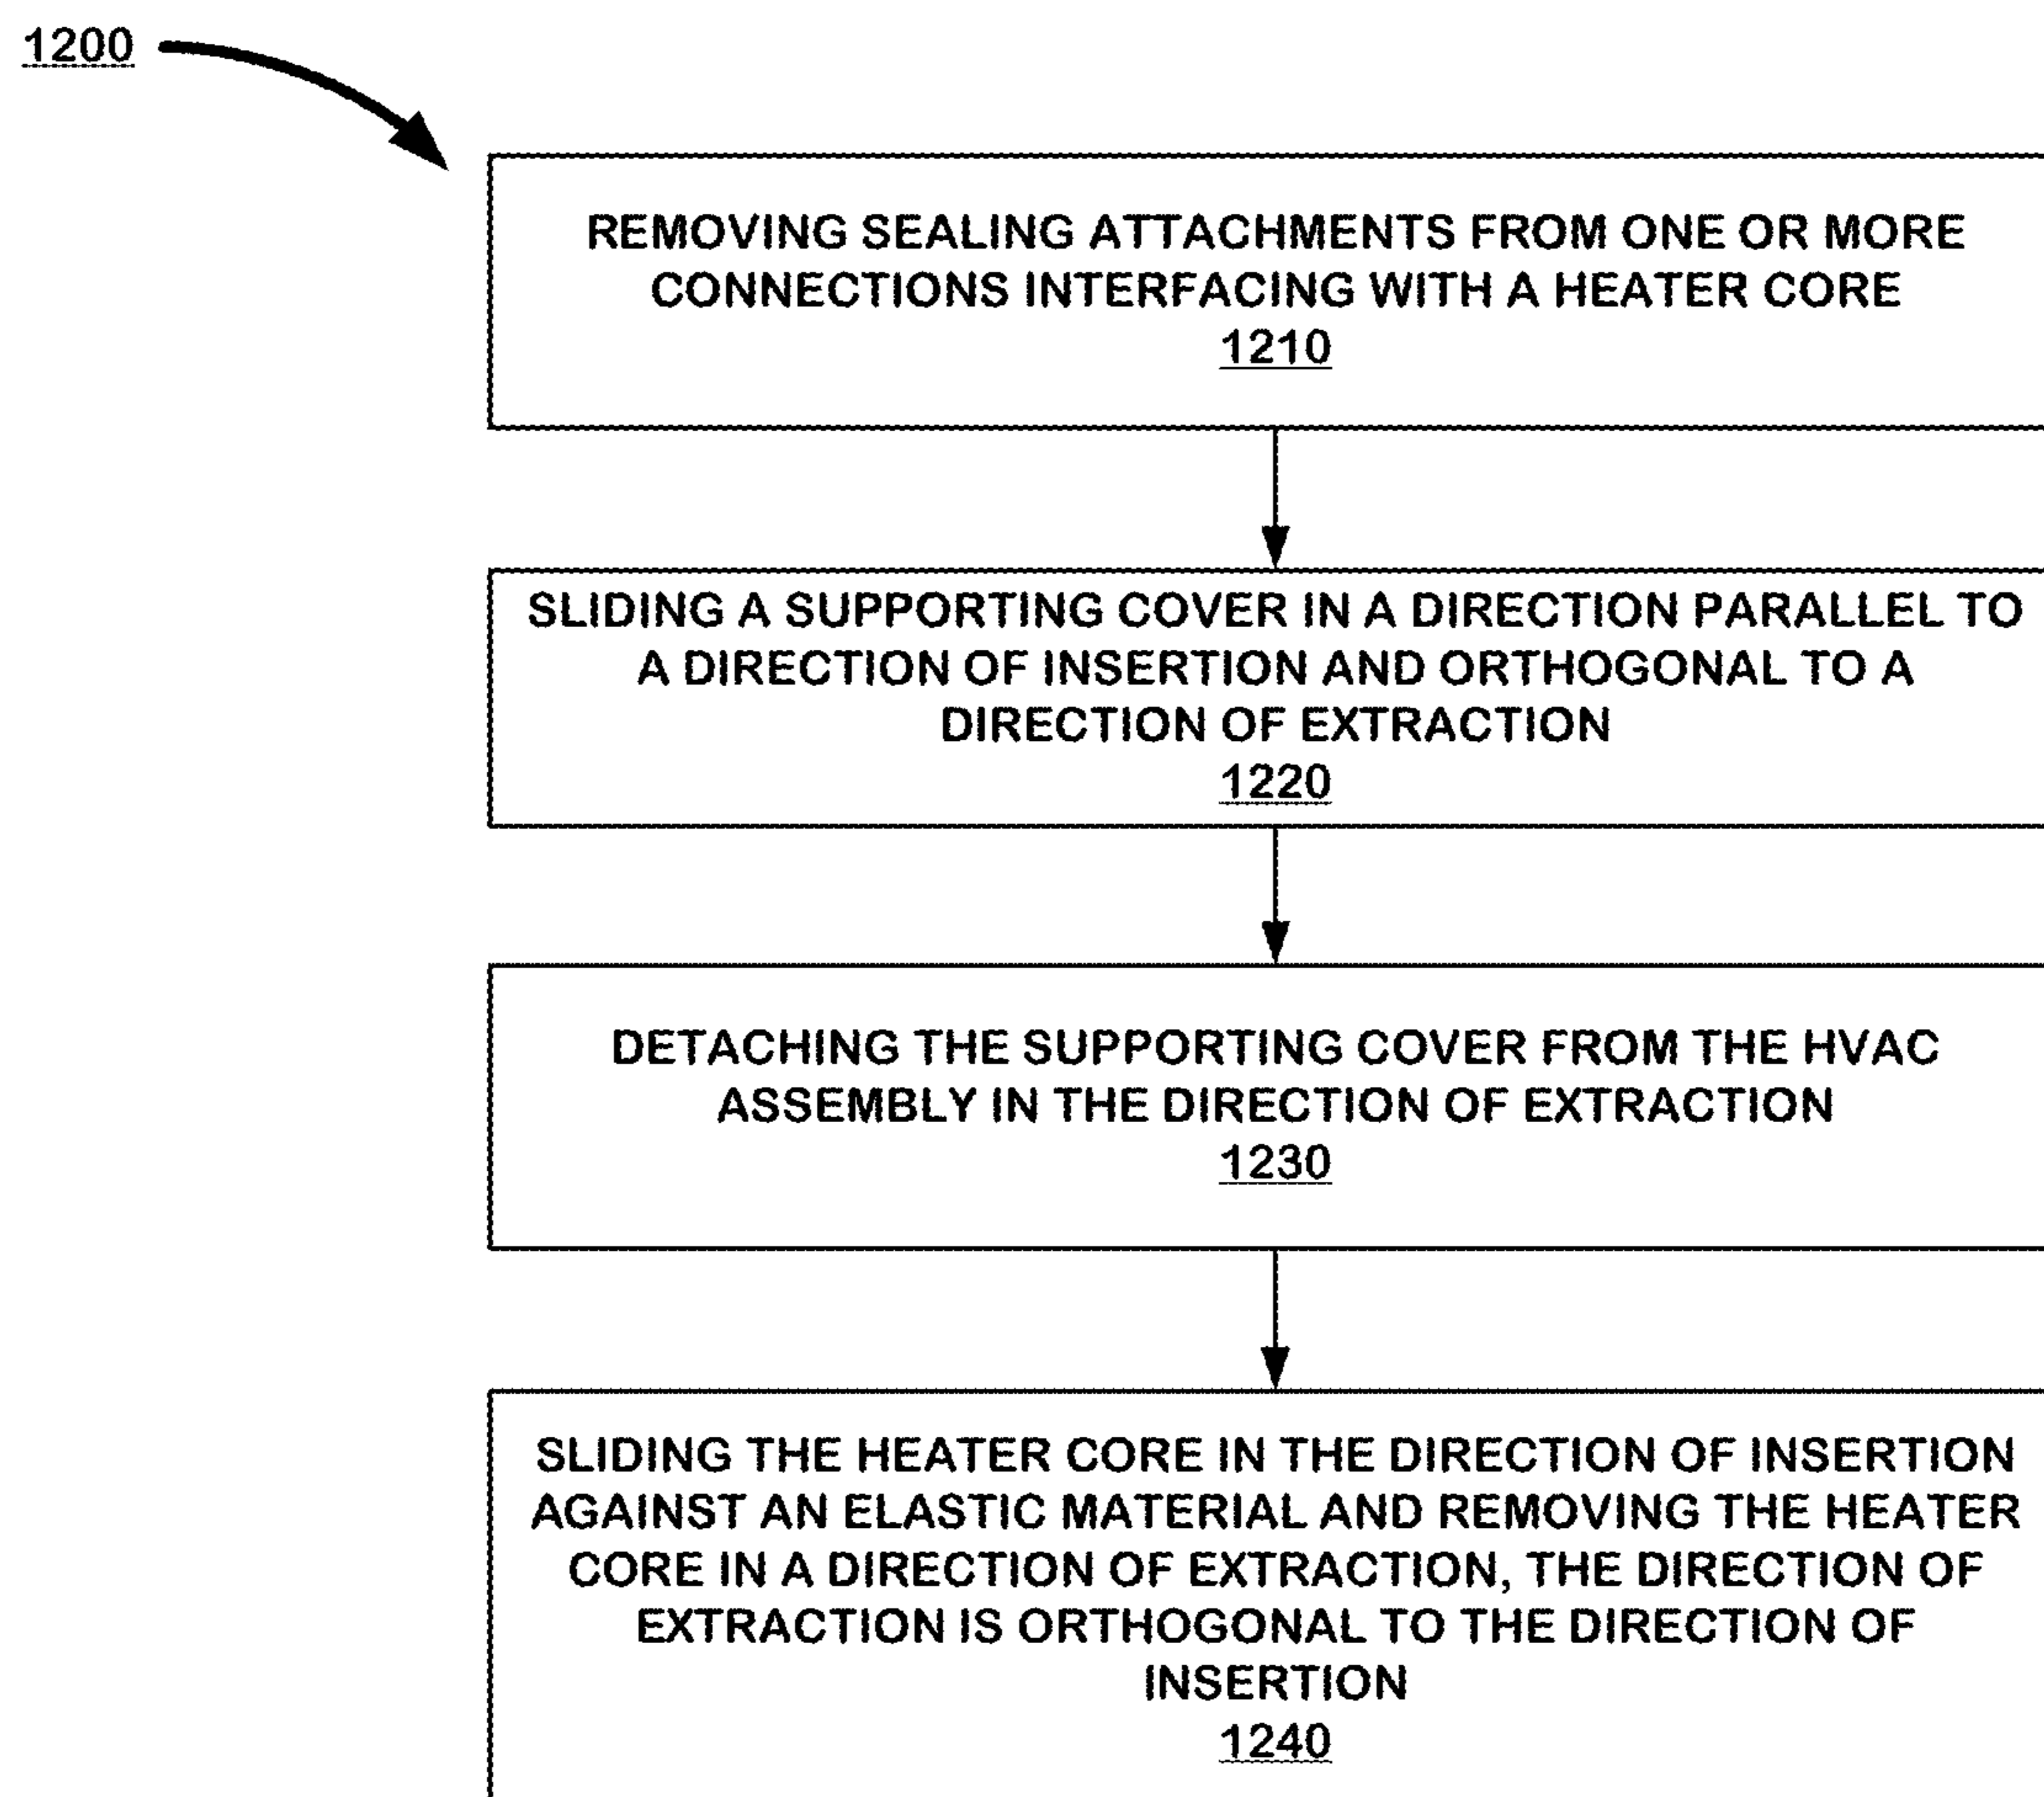 1200
REMOVING SEALING ATTACHMENTS FROM ONE OR MORE
CONNECTIONS INTERFACING WITH A HEATER CORE
1210
SLIDING A SUPPORTING COVER IN A DIRECTION PARALLEL TO
A DIRECTION OF INSERTION AND ORTHOGONAL TO A
DIRECTION OF EXTRACTION
1220
DETACHING THE SUPPORTING COVER FROM THE HVAC
ASSEMBLY IN THE DIRECTION OF EXTRACTION
1230
SLIDING THE HEATER CORE IN THE DIRECTION OF INSERTION
AGAINST AN ELASTIC MATERIAL AND REMOVING THE HEATER
CORE IN A DIRECTION OF EXTRACTION, THE DIRECTION OF
EXTRACTION IS ORTHOGONAL TO THE DIRECTION OF
INSERTION
1240